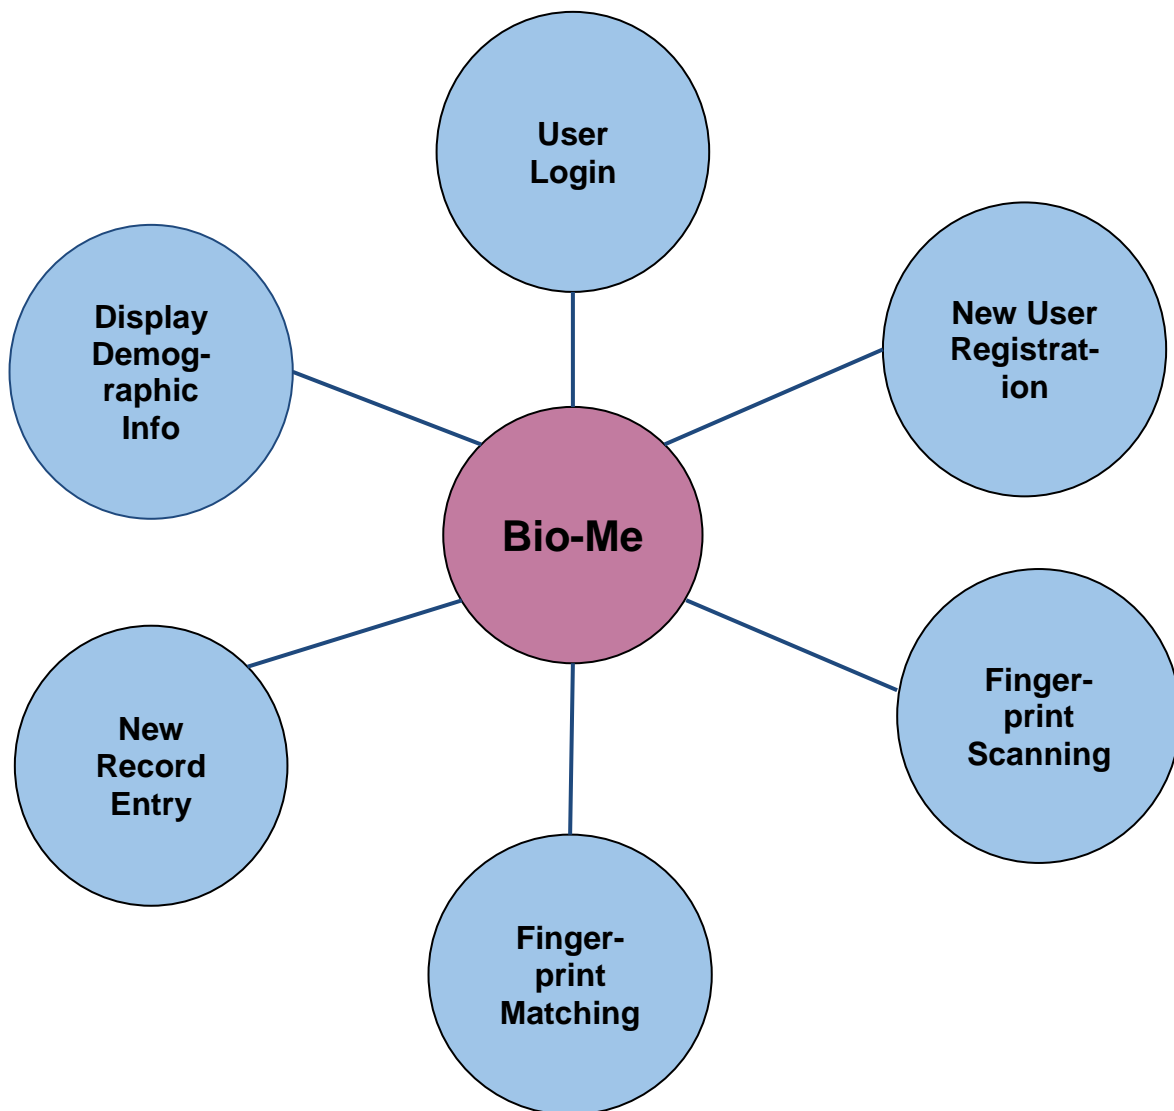 User
Login
New User
Registrat-
ion
Display
Demog-
raphic
Info
Bio-Me
Finger-
print
Scanning
New
Record
Entry
Finger-
print
Matching